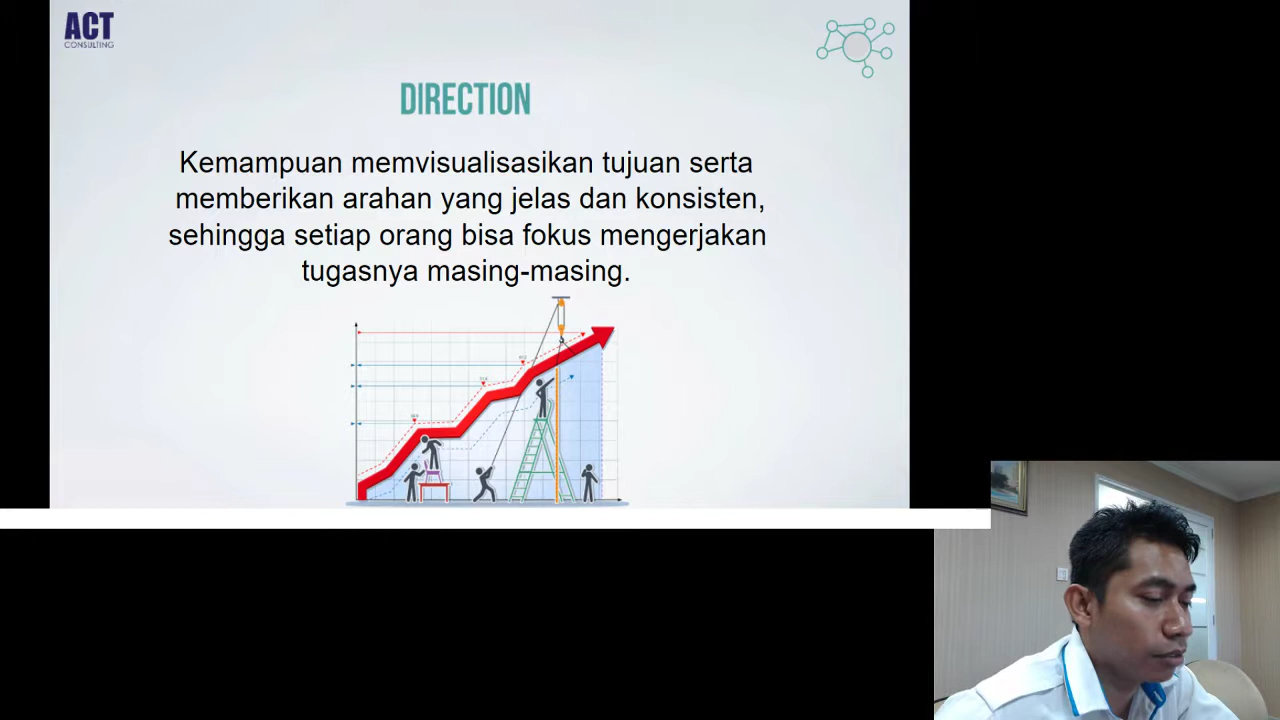 ACT
CONSULTING
DIRECTION
Kemampuan memvisualisasikan tujuan serta
memberikan arahan yang jelas dan konsisten,
sehingga setiap orang bisa fokus mengerjakan
tugasnya masing-masing.